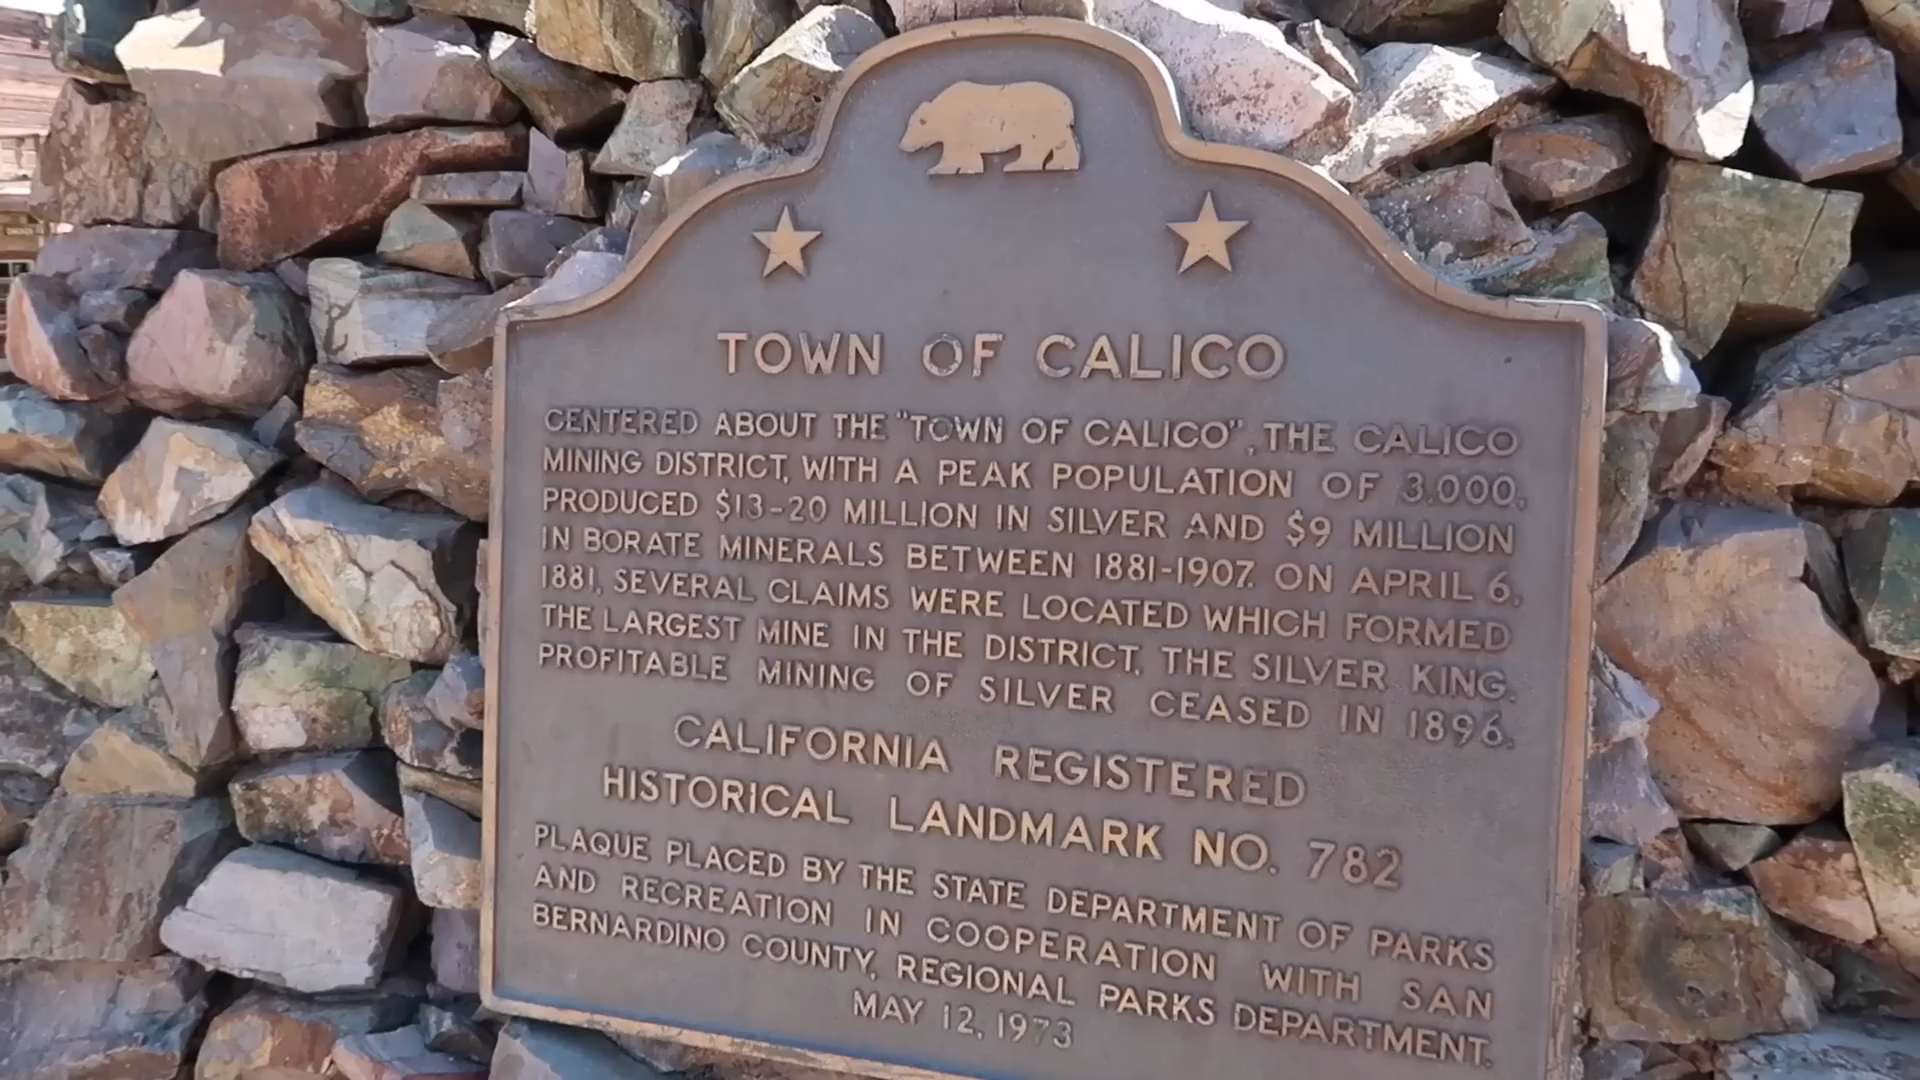 TOWN OF CALICO
CENTERED ABOUT THE "TOWN OF CALICO", THE CALICO
MINING DISTRICT, WITH A PEAK POPULATION OF 3,000,
PRODUCED $13-20 MILLION IN SILVER AND $9 MILLION
IN BORATE MINERALS BETWEEN 1881-1907. ON APRIL 6,
1881, SEVERAL CLAIMS WERE LOCATED WHICH FORMED
THE LARGEST MINE IN THE DISTRICT, THE SILVER KING.
PROFITABLE MINING OF SILVER CEASED IN 1896.
CALIFORNIA REGISTERED
HISTORICAL LANDMARK NO. 782
PLAQUE PLACED BY THE STATE DEPARTMENT OF PARKS
AND RECREATION IN COOPERATION WITH SAN
BERNARDINO COUNTY, REGIONAL PARKS DEPARTMENT.
MAY 12, 1973